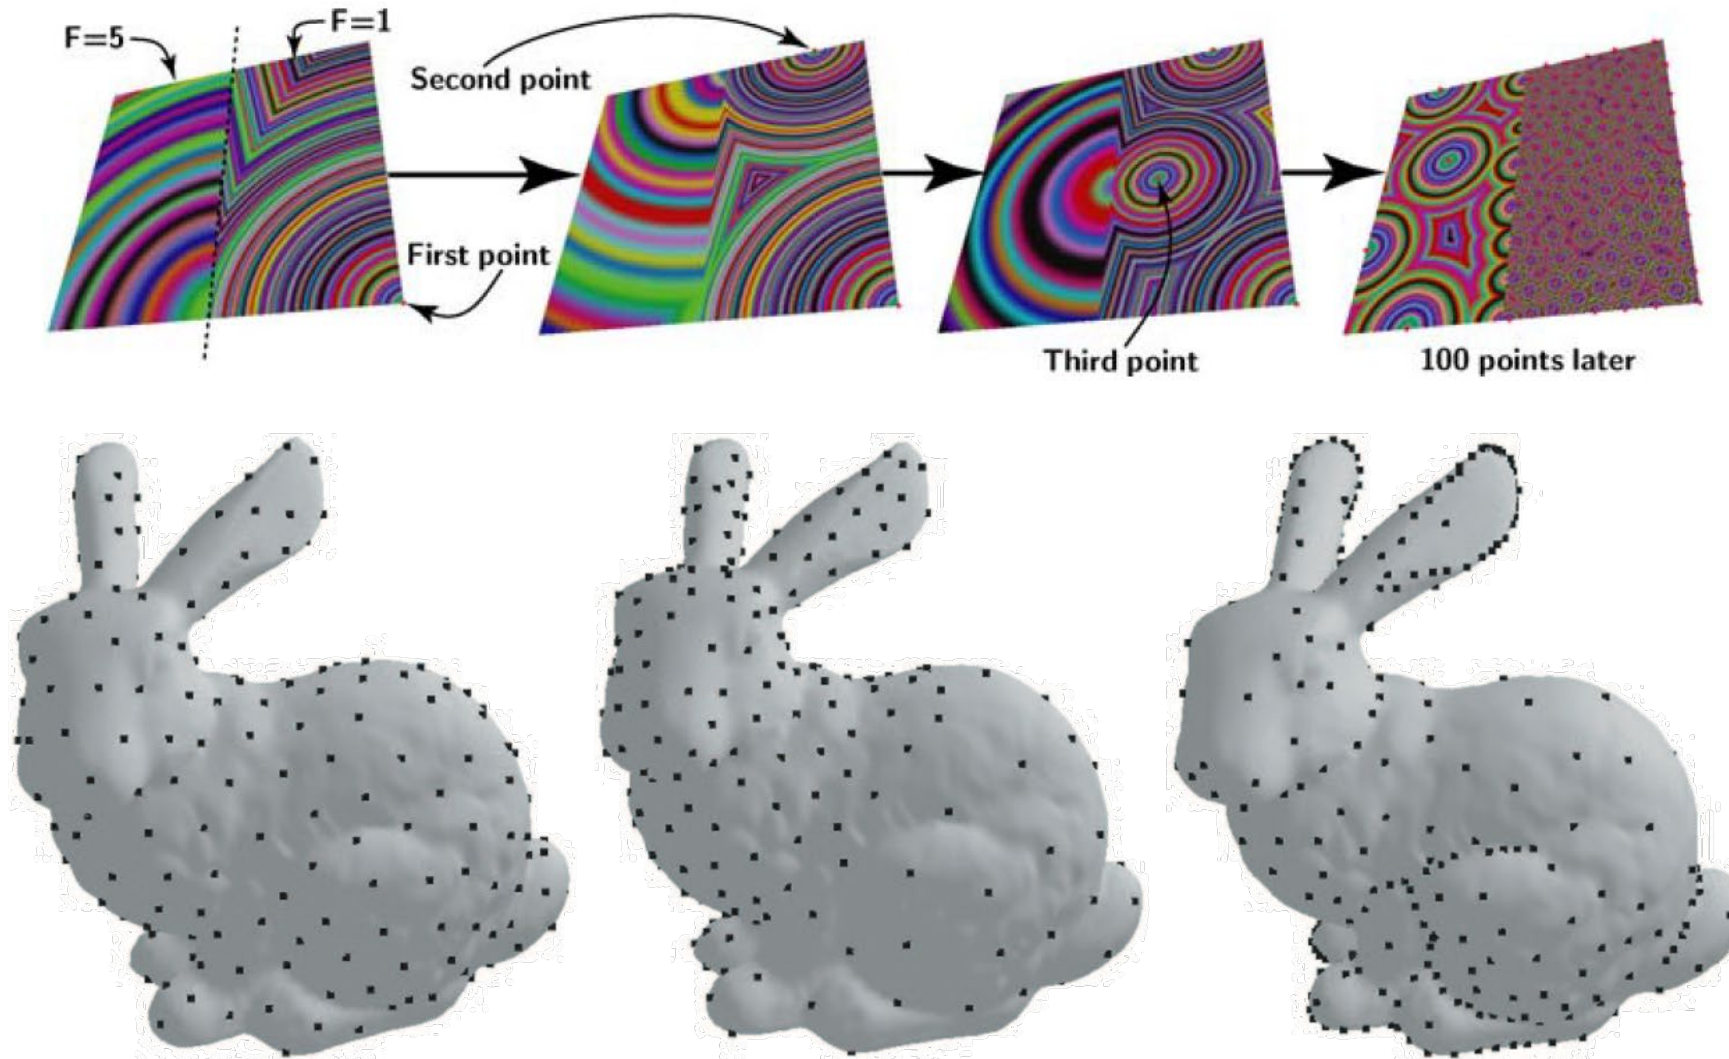 F=5
F=1
Second point
First point
Third point
100 points later